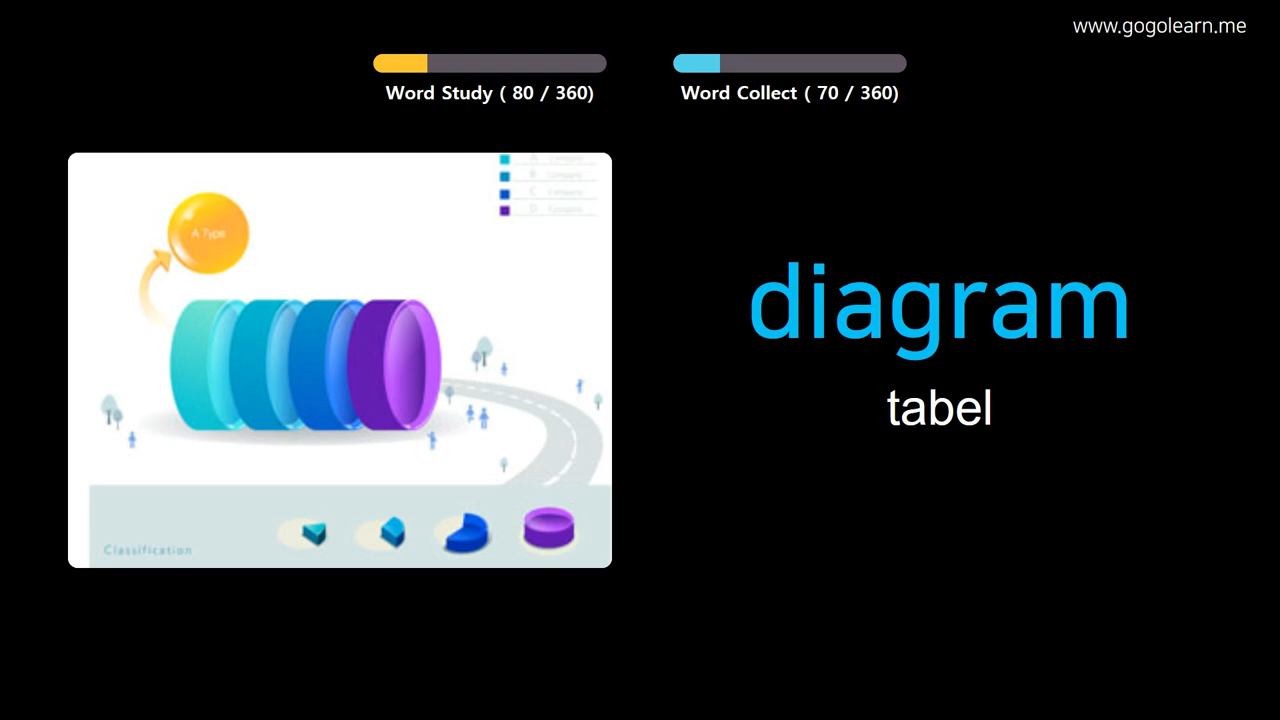 www.gogolearn.me
Word Study ( 80 / 360)
Word Collect ( 70 / 360)
A
B
C
D
A Type
diagram
tabel
Classification